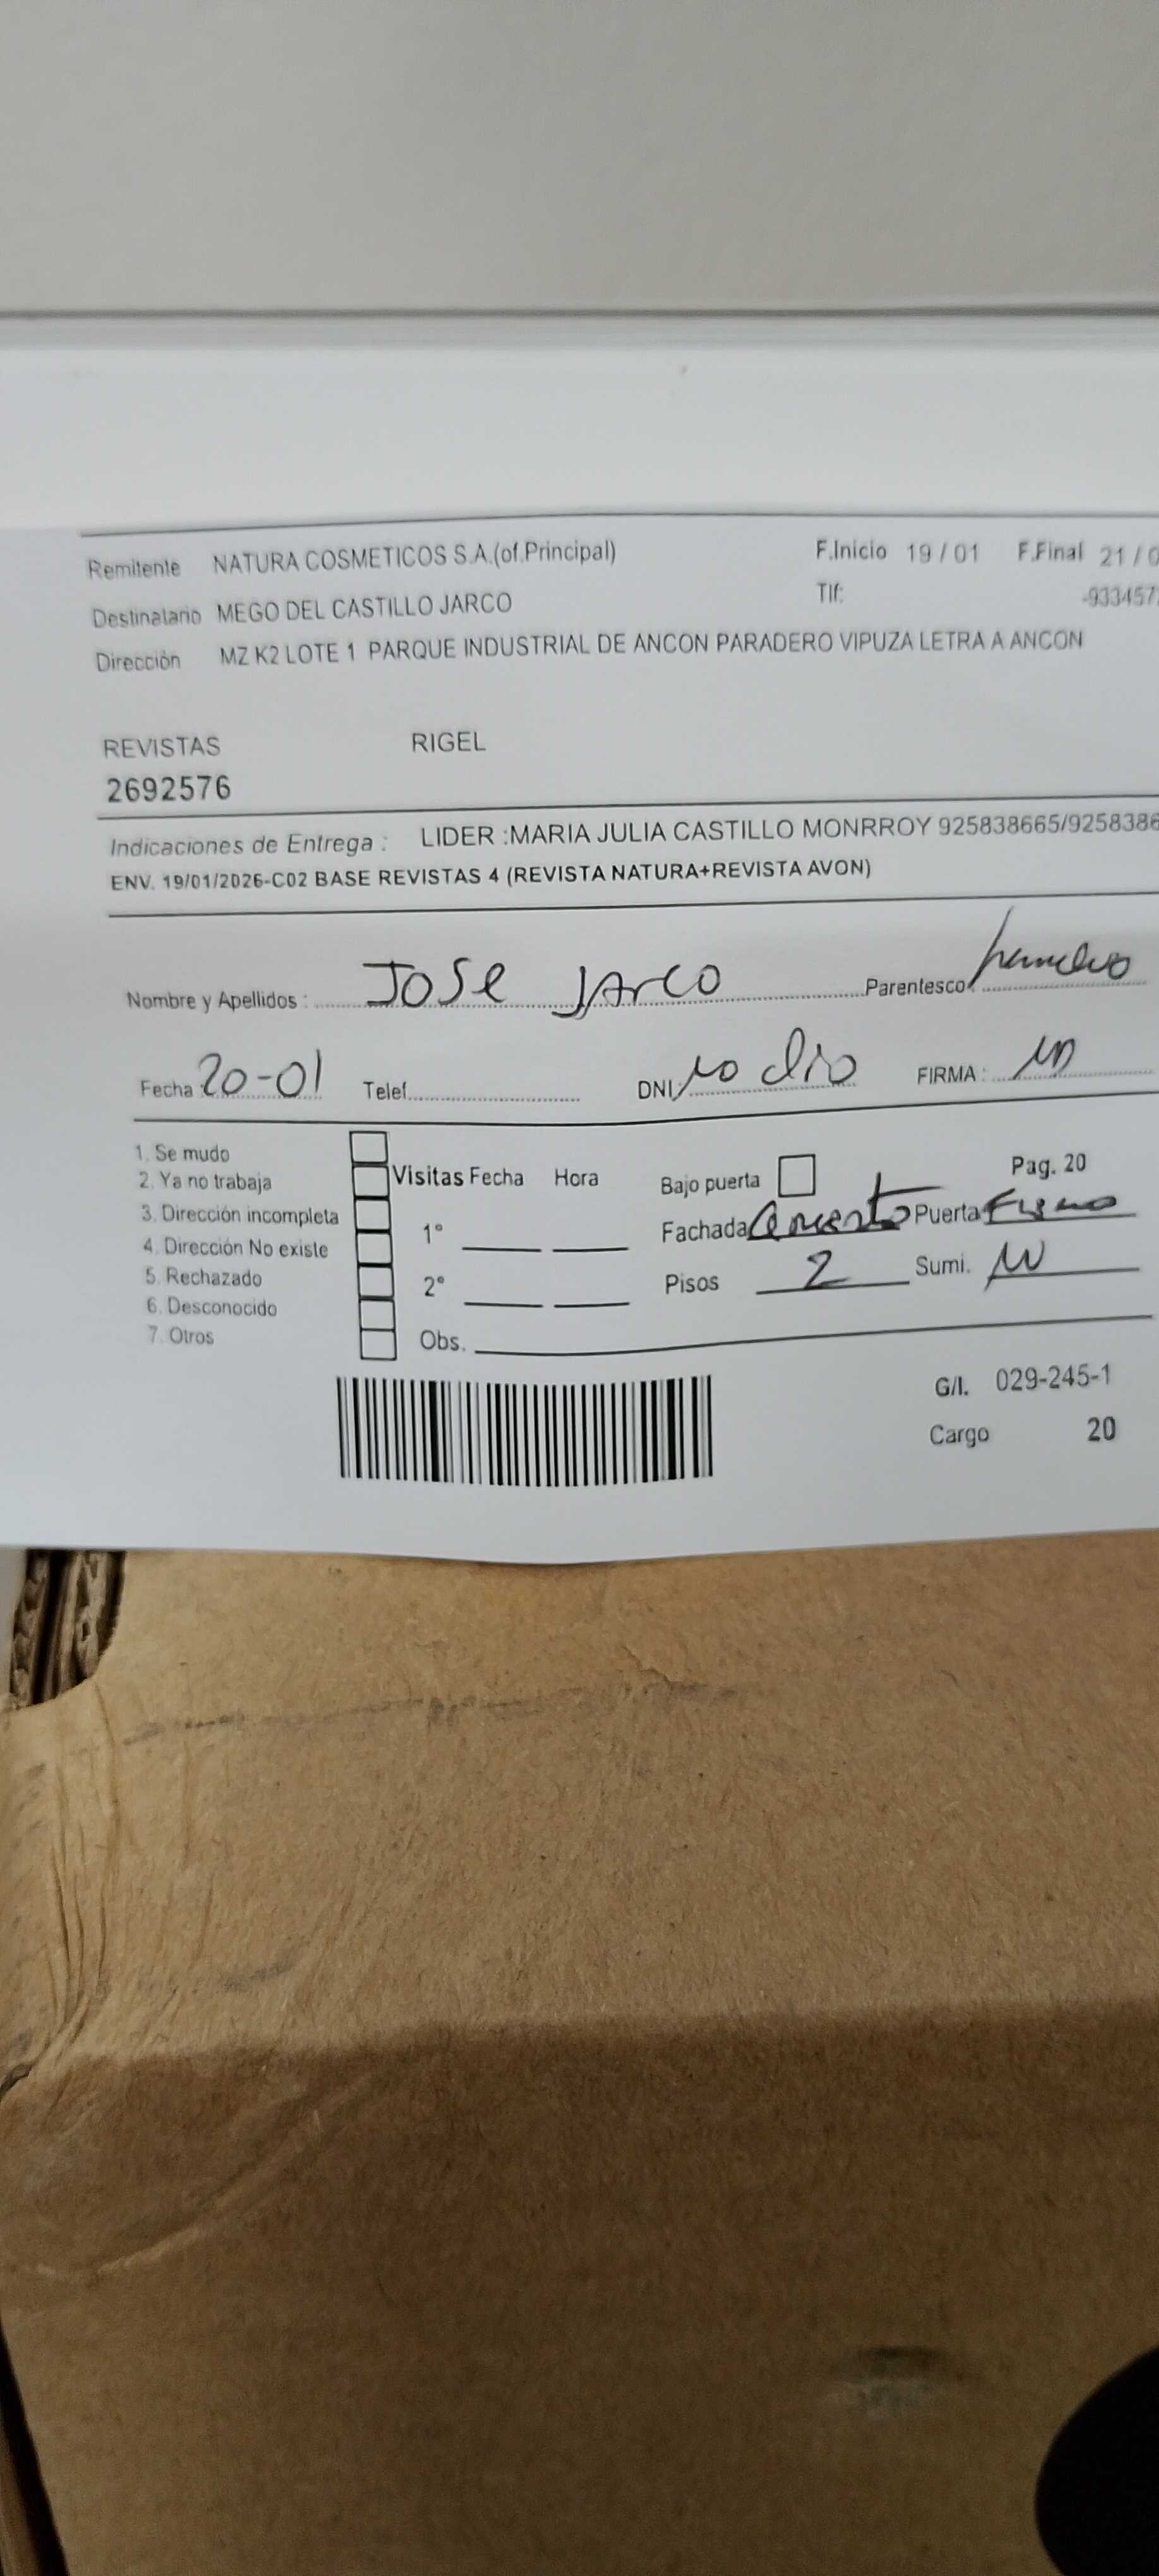 Remitente NATURA COSMETICOS S.A.(of.Principal) F.Inicio 19 / 01 F.Final 21 / 0
Destinatario MEGO DEL CASTILLO JARCO Tlf: -933457
Dirección MZ K2 LOTE 1 PARQUE INDUSTRIAL DE ANCON PARADERO VIPUZA LETRA A ANCON
REVISTAS RIGEL
2692576
Indicaciones de Entrega : LIDER :MARIA JULIA CASTILLO MONRROY 925838665/9258386
ENV. 19/01/2026-C02 BASE REVISTAS 4 (REVISTA NATURA+REVISTA AVON)
Nombre y Apellidos : Jose Jarco Parentesco
Fecha 20-01 Telef. DNI no dio FIRMA :
1. Se mudo
2. Ya no trabaja Visitas Fecha Hora Bajo puerta Pag. 20
3. Dirección incompleta 1° Fachada Puerta
4. Dirección No existe
5. Rechazado 2° Pisos 2 Sumi.
6. Desconocido
7. Otros Obs.
G/I. 029-245-1
Cargo 20